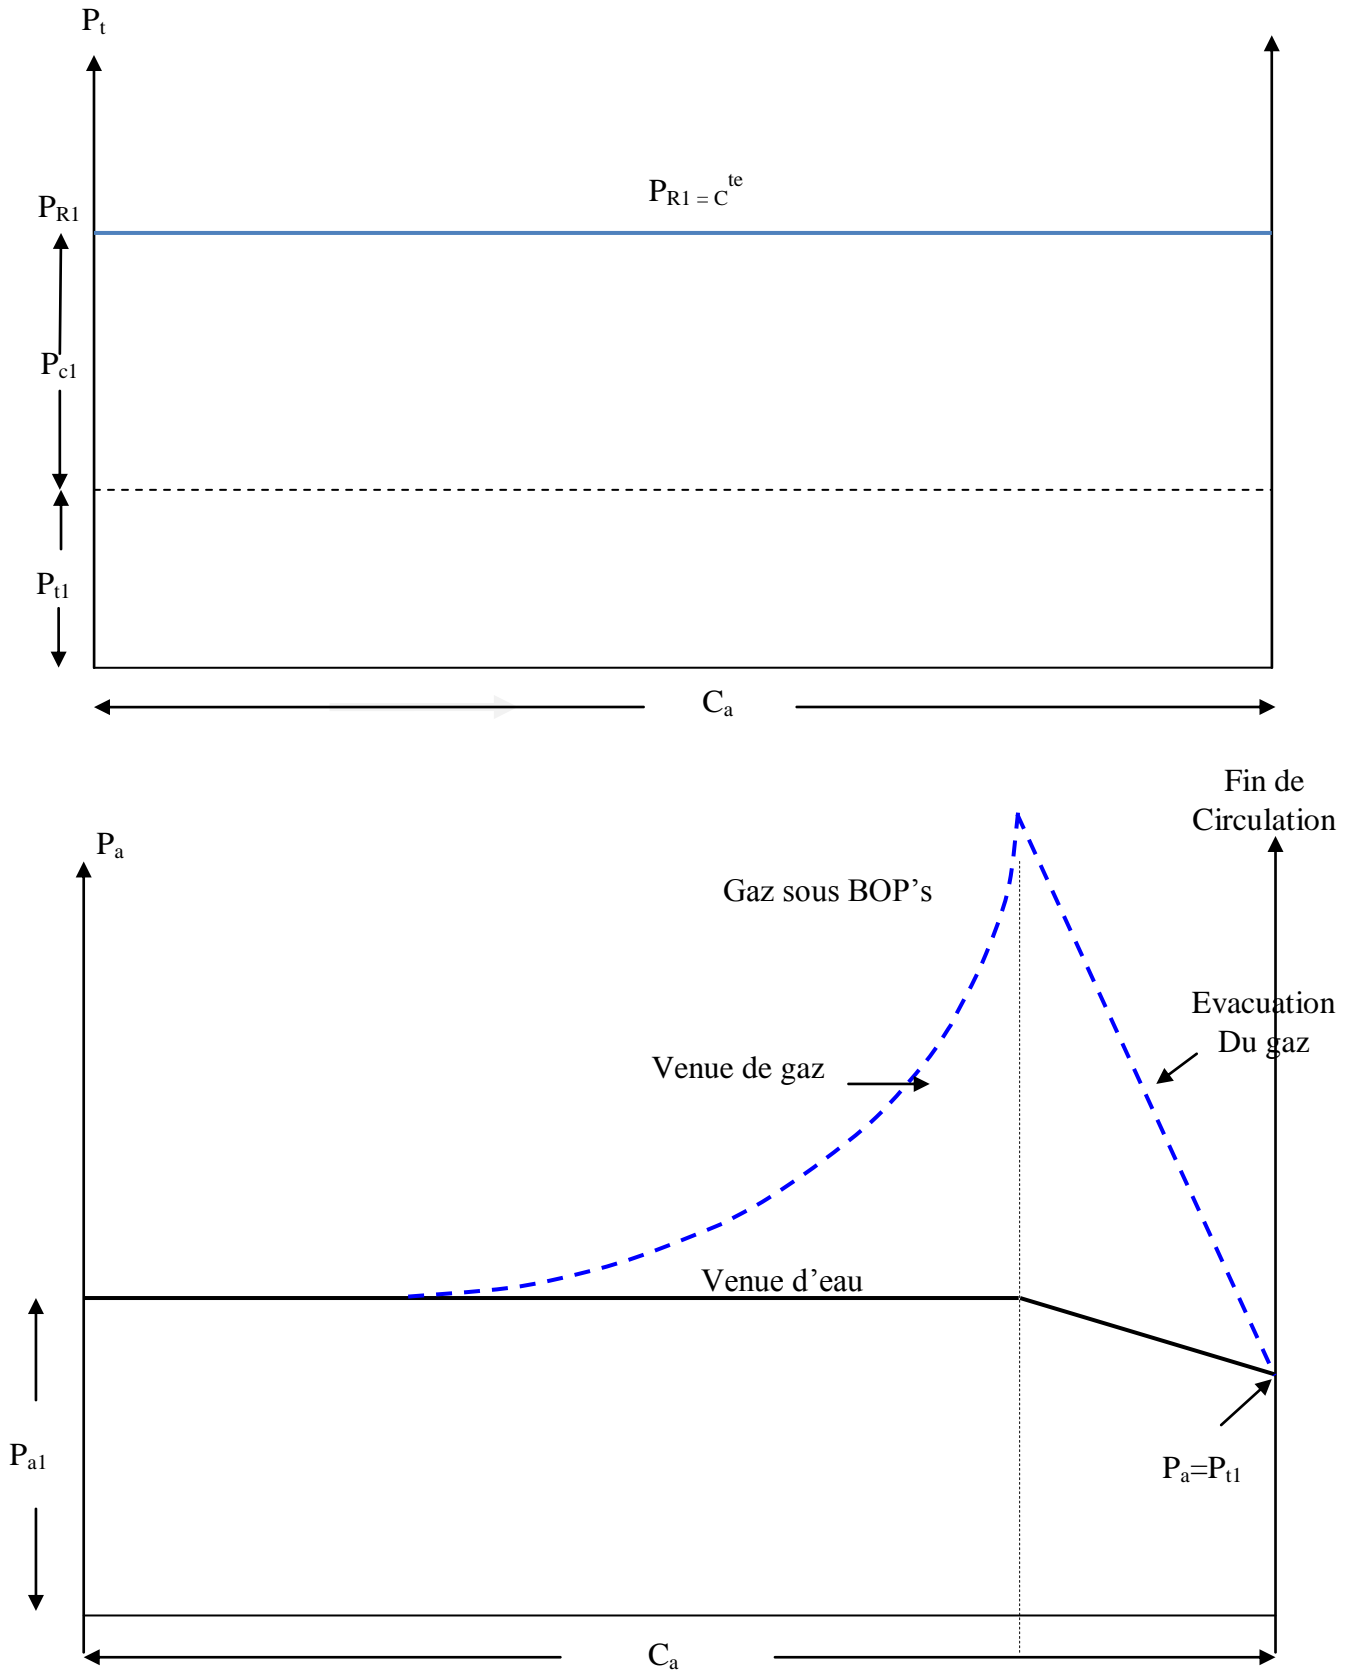 Pt
PR1
PR1 = Cte
Pc1
Pt1
Ca
Fin de
Circulation
Pa
Gaz sous BOP's
Evacuation
Du gaz
Venue de gaz
Venue d'eau
Pa1
Pa=Pt1
Ca